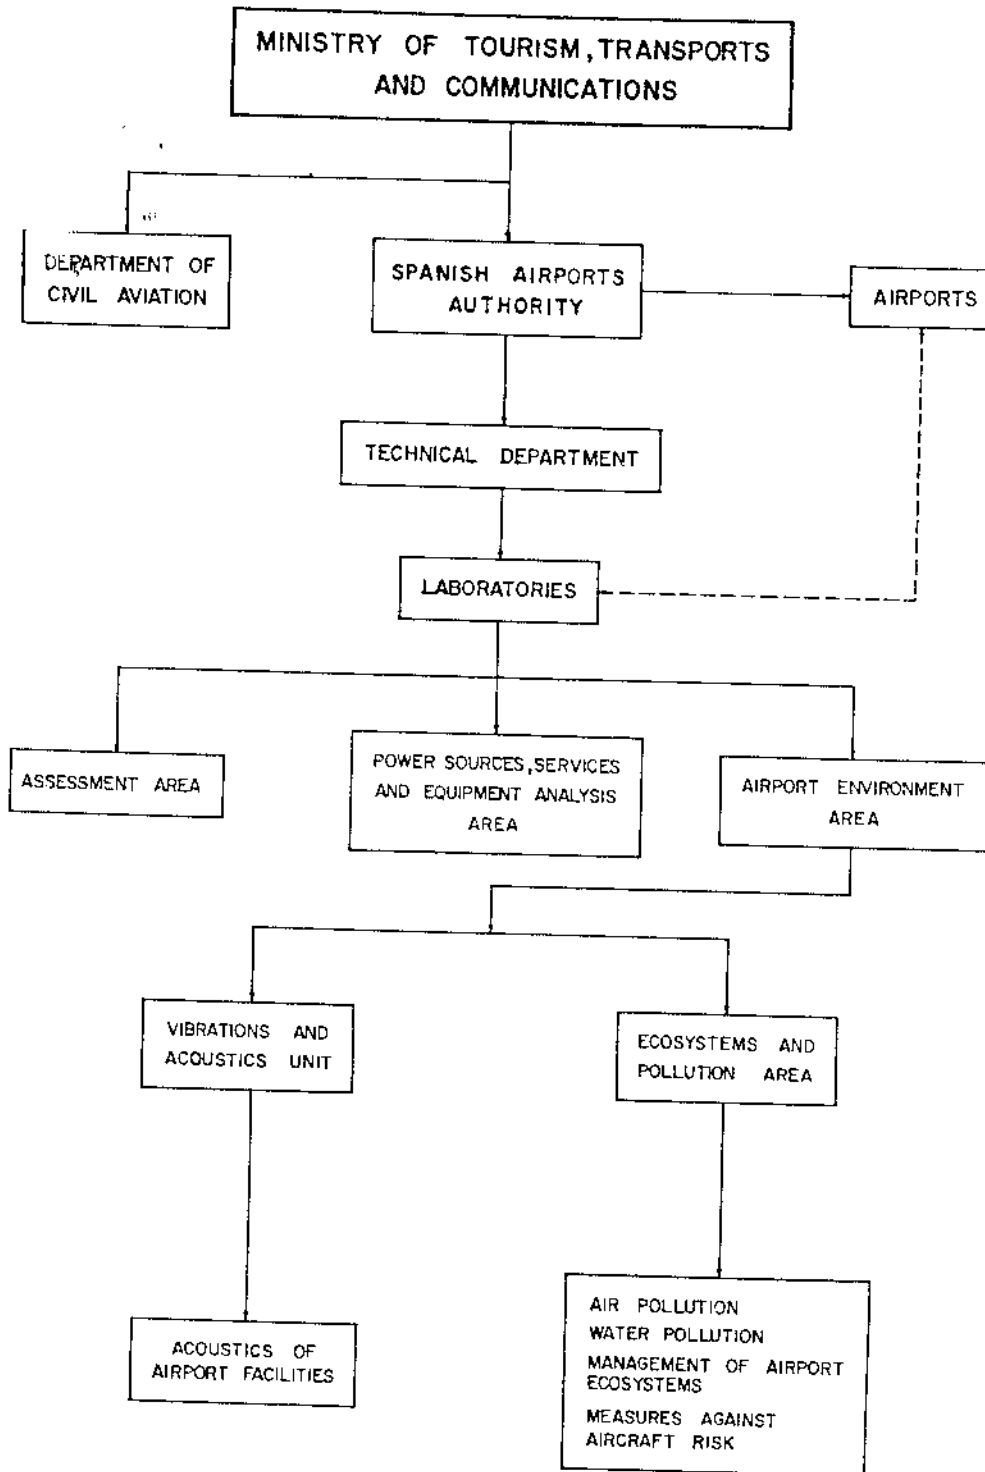 MINISTRY OF TOURISM, TRANSPORTS
AND COMMUNICATIONS
DEPARTMENT OF
CIVIL AVIATION
SPANISH AIRPORTS
AUTHORITY
AIRPORTS
TECHNICAL DEPARTMENT
LABORATORIES
ASSESSMENT AREA
POWER SOURCES, SERVICES
AND EQUIPMENT ANALYSIS
AREA
AIRPORT ENVIRONMENT
AREA
VIBRATIONS AND
ACOUSTICS UNIT
ECOSYSTEMS AND
POLLUTION AREA
ACOUSTICS OF
AIRPORT FACILITIES
AIR POLLUTION
WATER POLLUTION
MANAGEMENT OF AIRPORT
ECOSYSTEMS
MEASURES AGAINST
AIRCRAFT RISK